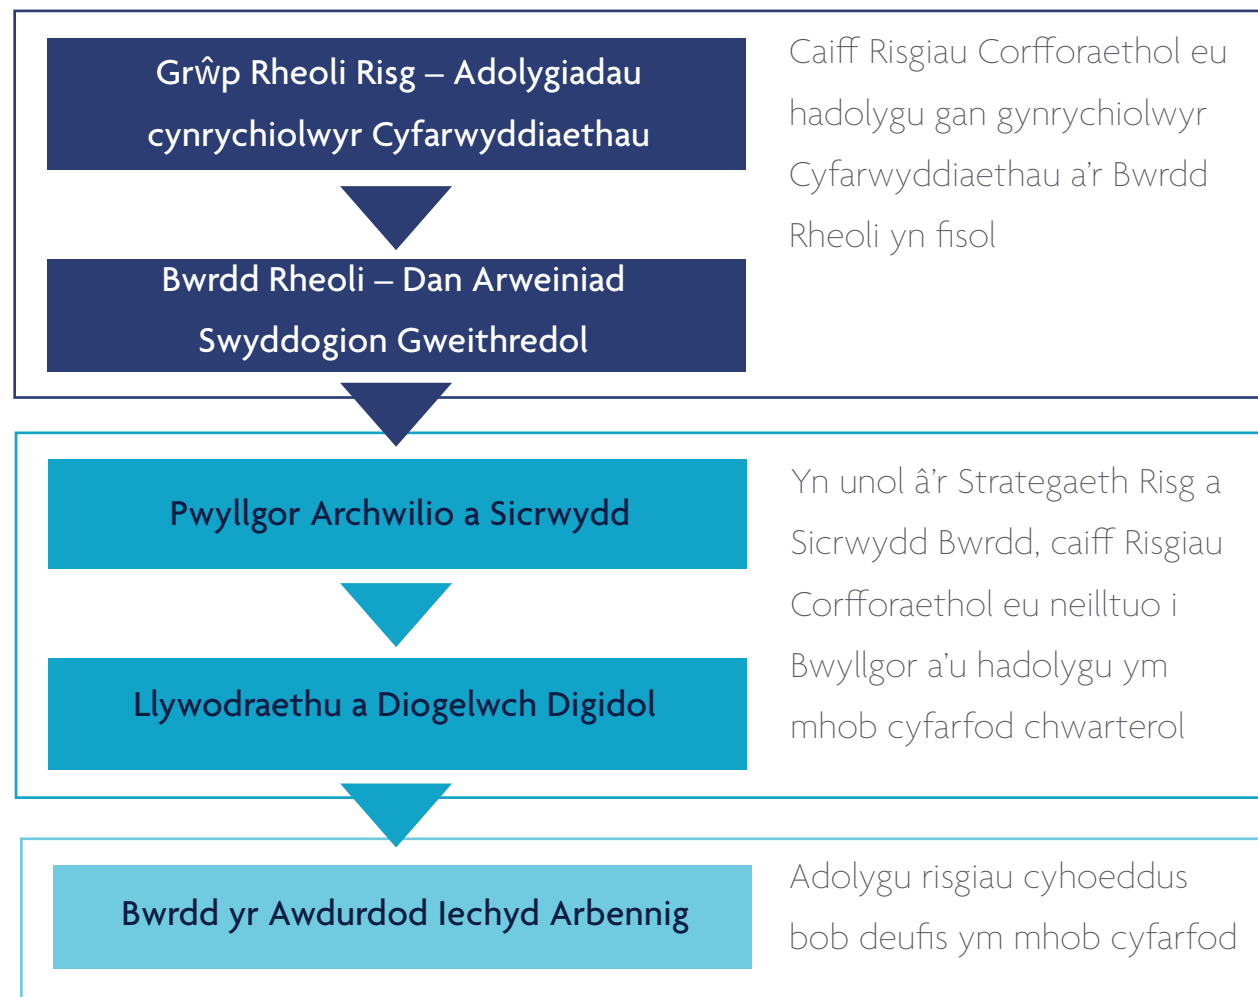 Grŵp Rheoli Risg – Adolygiadau
cynrychiolwyr Cyfarwyddiaethau
Caiff Risgiau Corfforaethol eu
hadolygu gan gynrychiolwyr
Cyfarwyddiaethau a'r Bwrdd
Rheoli yn fisol
Bwrdd Rheoli – Dan Arweiniad
Swyddogion Gweithredol
Pwyllgor Archwilio a Sicrwydd
Yn unol â'r Strategaeth Risg a
Sicrwydd Bwrdd, caiff Risgiau
Corfforaethol eu neilltuo i
Bwyllgor a'u hadolygu ym
mhob cyfarfod chwarterol
Llywodraethu a Diogelwch Digidol
Bwrdd yr Awdurdod Iechyd Arbennig
Adolygu risgiau cyhoeddus
bob deufis ym mhob cyfarfod